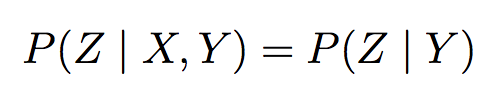 P(Z | X, Y) = P(Z | Y)